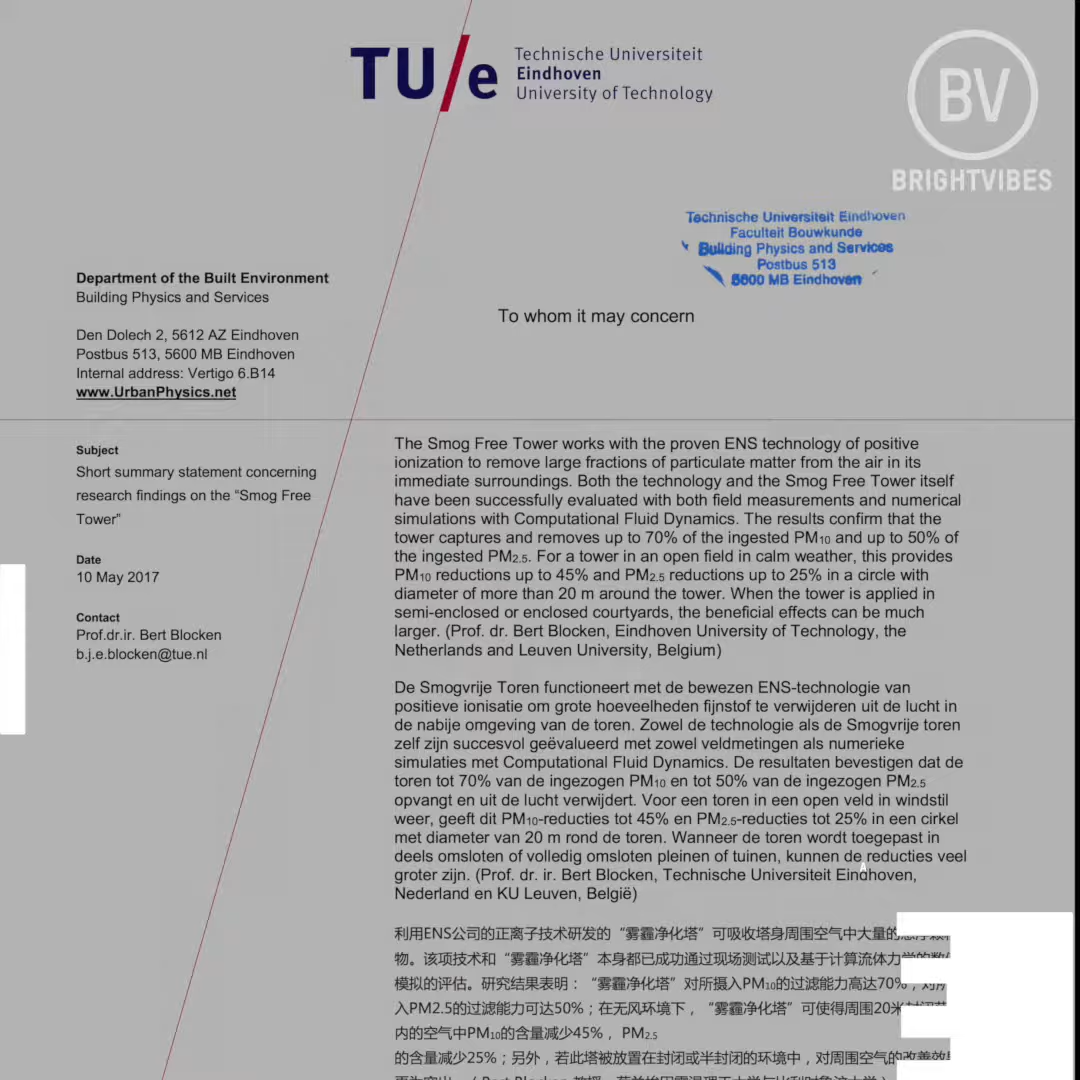 TU/e
Technische Universiteit
Eindhoven
University of Technology
BV
BRIGHTVIBES
Technische Universiteit Eindhoven
Faculteit Bouwkunde
Building Physics and Services
Postbus 513
5600 MB Eindhoven
Department of the Built Environment
Building Physics and Services
Den Dolech 2, 5612 AZ Eindhoven
Postbus 513, 5600 MB Eindhoven
Internal address: Vertigo 6.B14
www.UrbanPhysics.net
To whom it may concern
Subject
Short summary statement concerning
research findings on the “Smog Free
Tower”
Date
10 May 2017
Contact
Prof.dr.ir. Bert Blocken
b.j.e.blocken@tue.nl
The Smog Free Tower works with the proven ENS technology of positive
ionization to remove large fractions of particulate matter from the air in its
immediate surroundings. Both the technology and the Smog Free Tower itself
have been successfully evaluated with both field measurements and numerical
simulations with Computational Fluid Dynamics. The results confirm that the
tower captures and removes up to 70% of the ingested PM10 and up to 50% of
the ingested PM2.5. For a tower in an open field in calm weather, this provides
PM10 reductions up to 45% and PM2.5 reductions up to 25% in a circle with
diameter of more than 20 m around the tower. When the tower is applied in
semi-enclosed or enclosed courtyards, the beneficial effects can be much
larger. (Prof. dr. Bert Blocken, Eindhoven University of Technology, the
Netherlands and Leuven University, Belgium)
De Smogvrije Toren functioneert met de bewezen ENS-technologie van
positieve ionisatie om grote hoeveelheden fijnstof te verwijderen uit de lucht in
de nabije omgeving van de toren. Zowel de technologie als de Smogvrije toren
zelf zijn succesvol geëvalueerd met zowel veldmetingen als numerieke
simulaties met Computational Fluid Dynamics. De resultaten bevestigen dat de
toren tot 70% van de ingezogen PM10 en tot 50% van de ingezogen PM2.5
opvangt en uit de lucht verwijdert. Voor een toren in een open veld in windstil
weer, geeft dit PM10-reducties tot 45% en PM2.5-reducties tot 25% in een cirkel
met diameter van 20 m rond de toren. Wanneer de toren wordt toegepast in
deels omsloten of volledig omsloten pleinen of tuinen, kunnen de reducties veel
groter zijn. (Prof. dr. ir. Bert Blocken, Technische Universiteit Eindhoven,
Nederland en KU Leuven, België)
利用ENS公司的正离子技术研发的“雾霾净化塔”可吸收塔身周围空气中大量的
物。该项技术和“雾霾净化塔”本身都已成功通过现场测试以及基于计算流体力
模拟的评估。研究结果表明：“雾霾净化塔”对所摄入PM10的过滤能力高达70%，
入PM2.5的过滤能力可达50%；在无风环境下，“雾霾净化塔”可使得周围20米
内的空气中PM10的含量减少45%，PM2.5
的含量减少25%；另外，若此塔被放置在封闭或半封闭的环境中，对周围空气的改善效